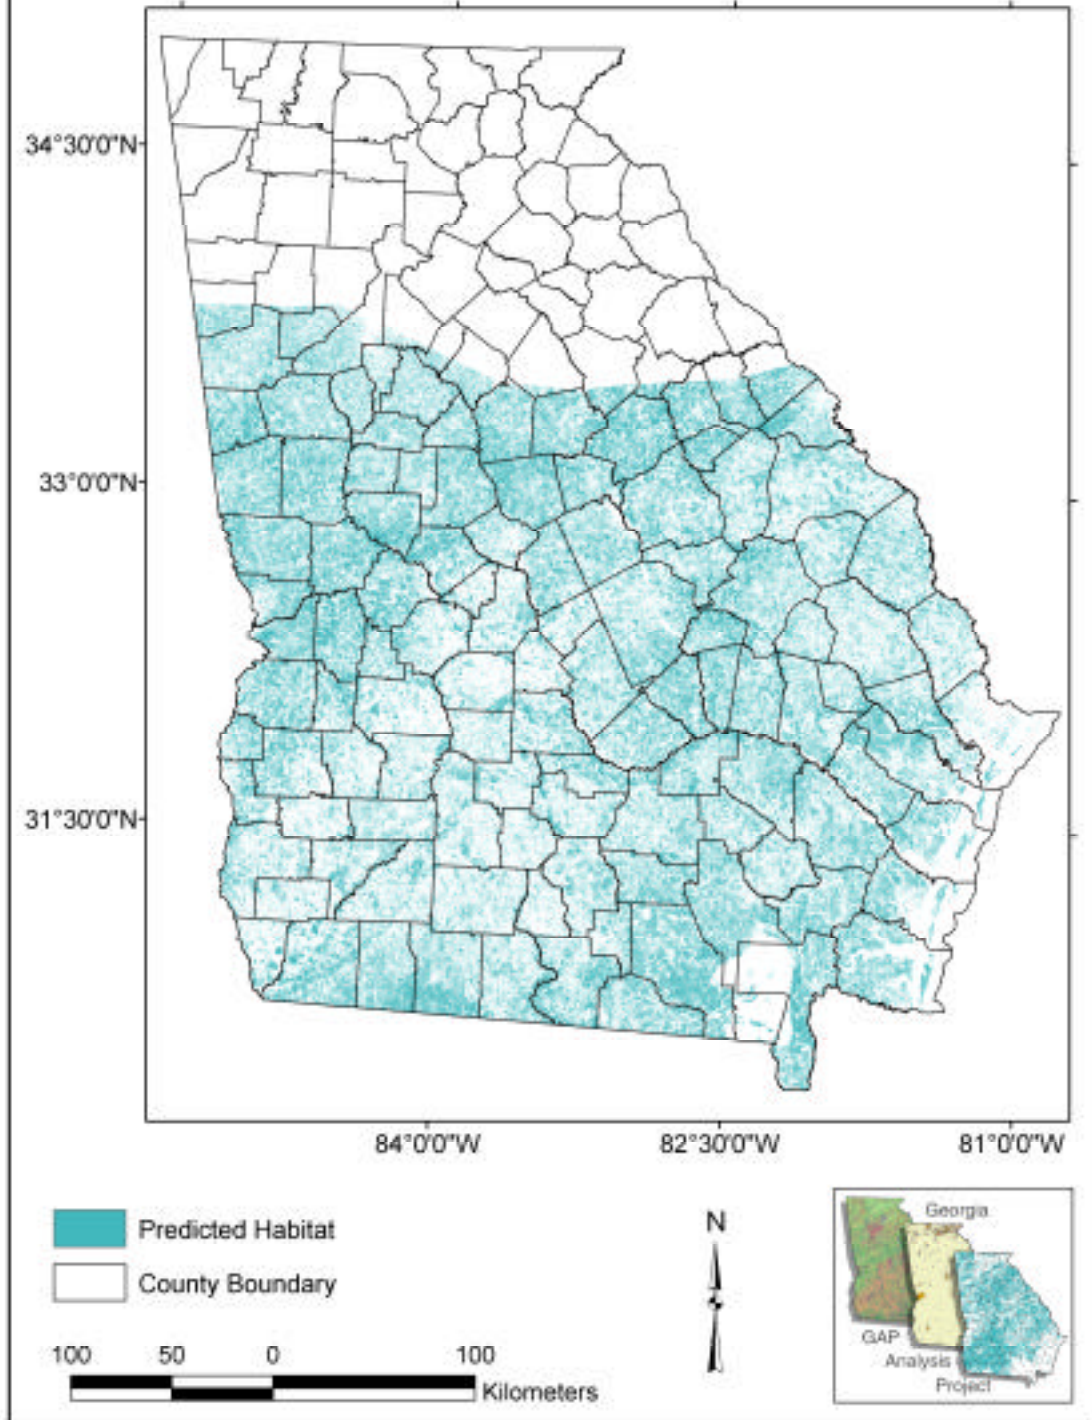 34°30'0"N
33°0'0"N
31°30'0"N
84°0'0"W 82°30'0"W 81°0'0"W
Predicted Habitat
County Boundary
N
100 50 0 100
Kilometers
Georgia
GAP
Analysis
Project